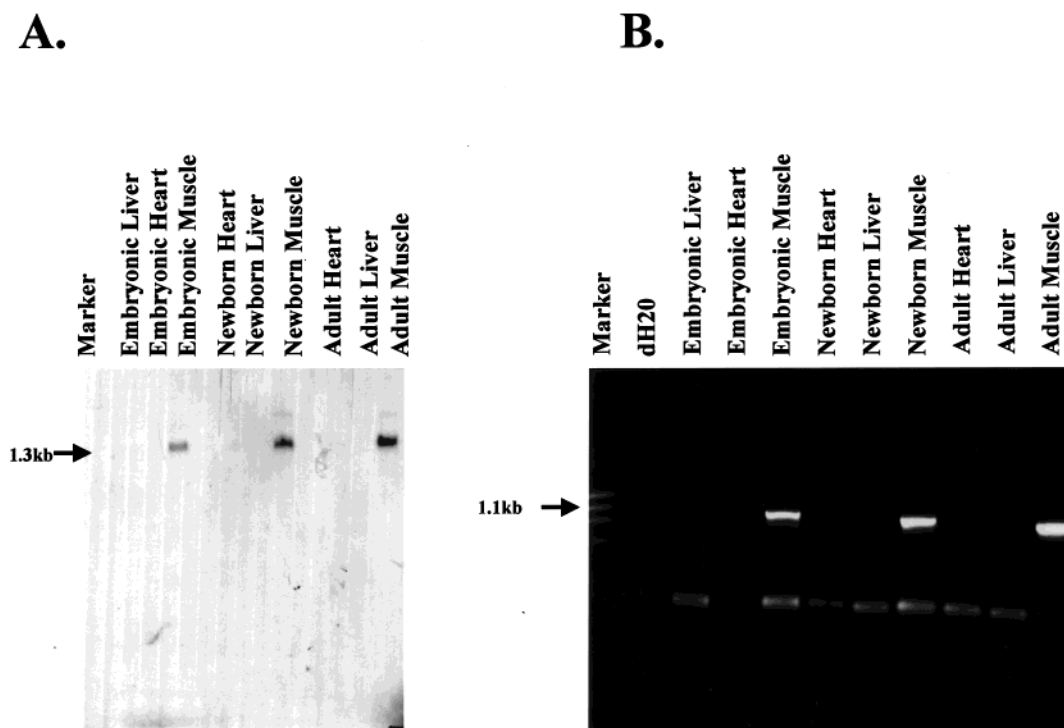 A.
B.
Marker
Embryonic Liver
Embryonic Heart
Embryonic Muscle
Newborn Heart
Newborn Liver
Newborn Muscle
Adult Heart
Adult Liver
Adult Muscle
1.3kb
Marker
dH20
Embryonic Liver
Embryonic Heart
Embryonic Muscle
Newborn Heart
Newborn Liver
Newborn Muscle
Adult Heart
Adult Liver
Adult Muscle
1.1kb